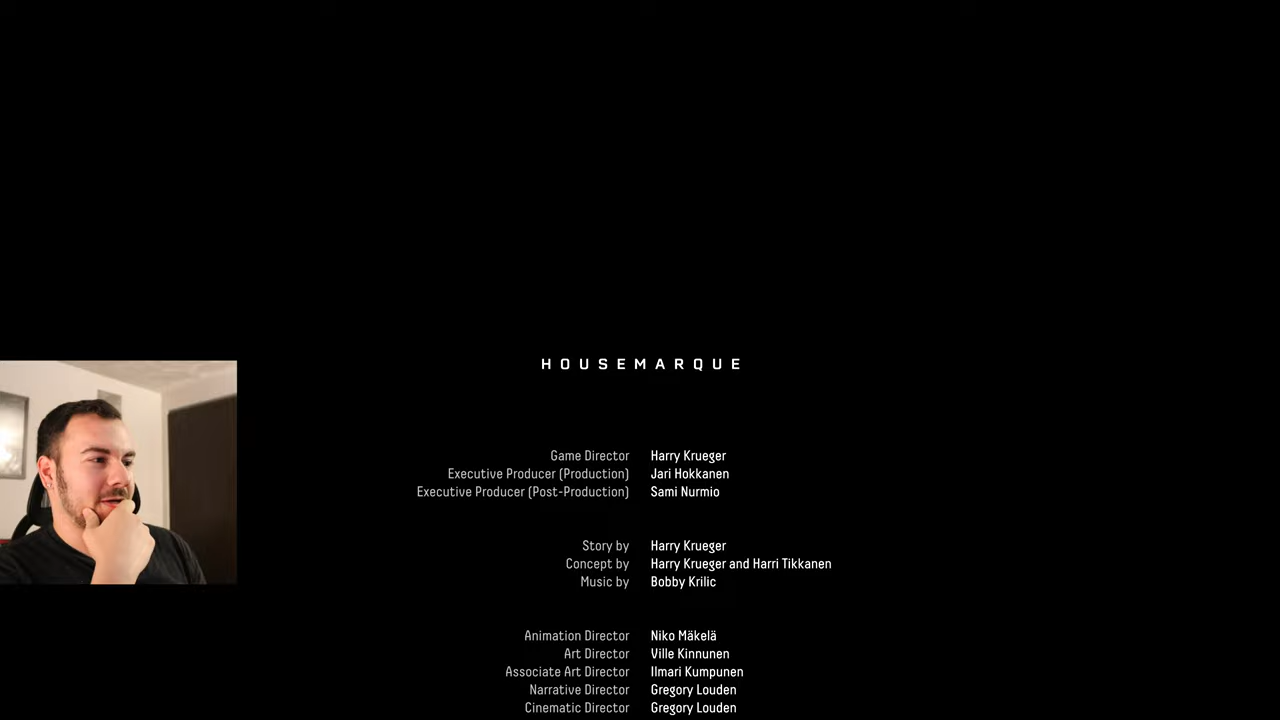 HOUSEMARQUE
Game Director Harry Krueger
Executive Producer (Production) Jari Hokkanen
Executive Producer (Post-Production) Sami Nurmio
Story by Harry Krueger
Concept by Harry Krueger and Harri Tikkanen
Music by Bobby Krilic
Animation Director Niko Mäkelä
Art Director Ville Kinnunen
Associate Art Director Ilmari Kumpunen
Narrative Director Gregory Louden
Cinematic Director Gregory Louden